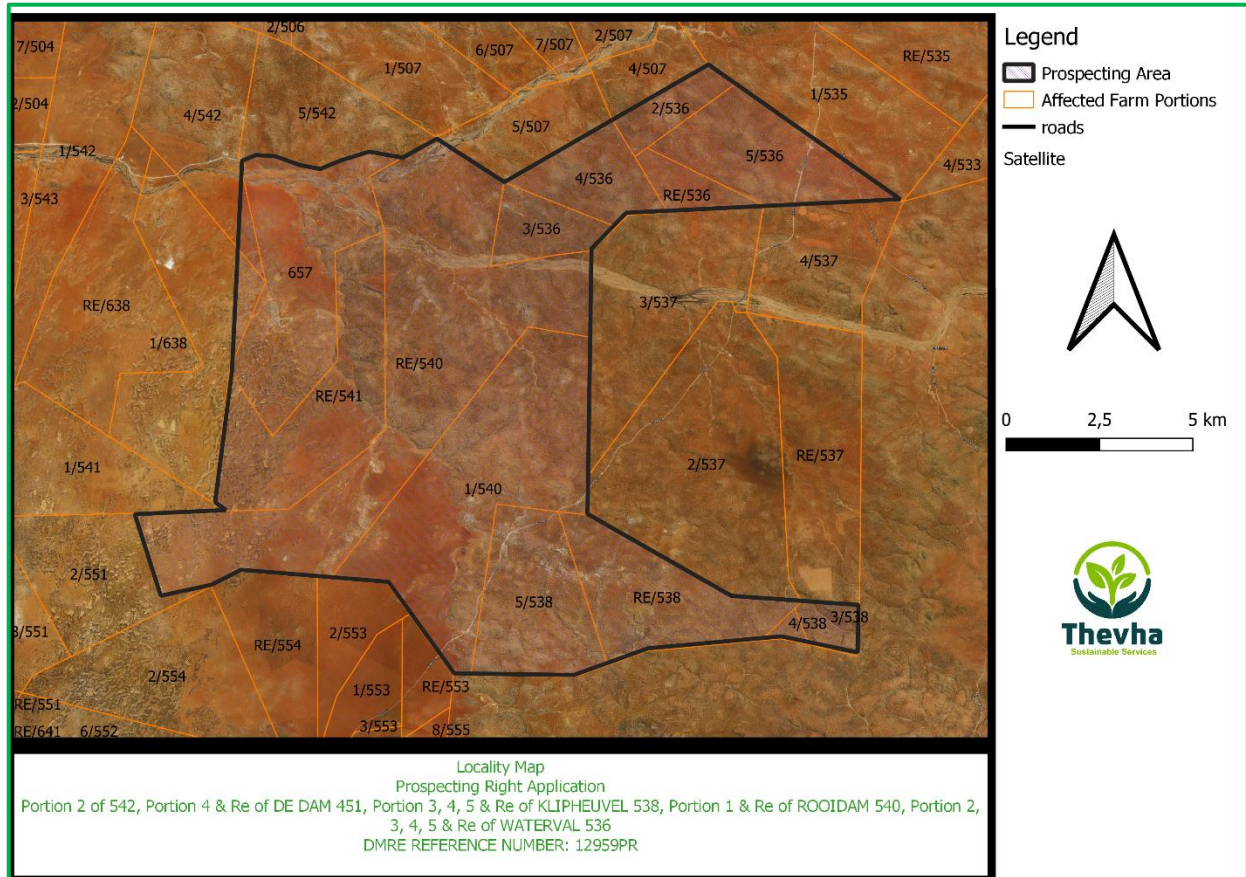 2/506
7/504
6/507
7/507
2/507
1/507
4/507
RE/535
2/504
2/536
1/535
4/542
5/542
5/507
1/542
5/536
4/533
4/536
3/543
RE/536
3/536
657
4/537
RE/638
3/537
1/638
RE/540
RE/541
1/541
2/537
RE/537
1/540
2/551
5/538
RE/538
4/538
3/538
3/551
RE/554
2/553
2/554
1/553
RE/553
RE/551
3/553
8/555
RE/641
6/552
Legend
Prospecting Area
Affected Farm Portions
roads
Satellite
0 2,5 5 km
Thevha
Sustainable Services
Locality Map
Prospecting Right Application
Portion 2 of 542, Portion 4 & Re of DE DAM 451, Portion 3, 4, 5 & Re of KLIPHEUVEL 538, Portion 1 & Re of ROOIDAM 540, Portion 2,
3, 4, 5 & Re of WATERVAL 536
DMRE REFERENCE NUMBER: 12959PR